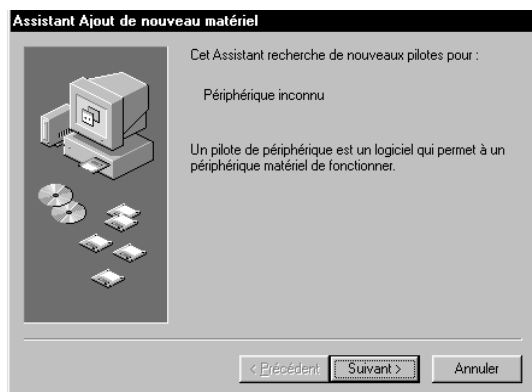 Assistant Ajout de nouveau matériel
Cet Assistant recherche de nouveaux pilotes pour :
Périphérique inconnu
Un pilote de périphérique est un logiciel qui permet à un
périphérique matériel de fonctionner.
< Précédent
Suivant >
Annuler